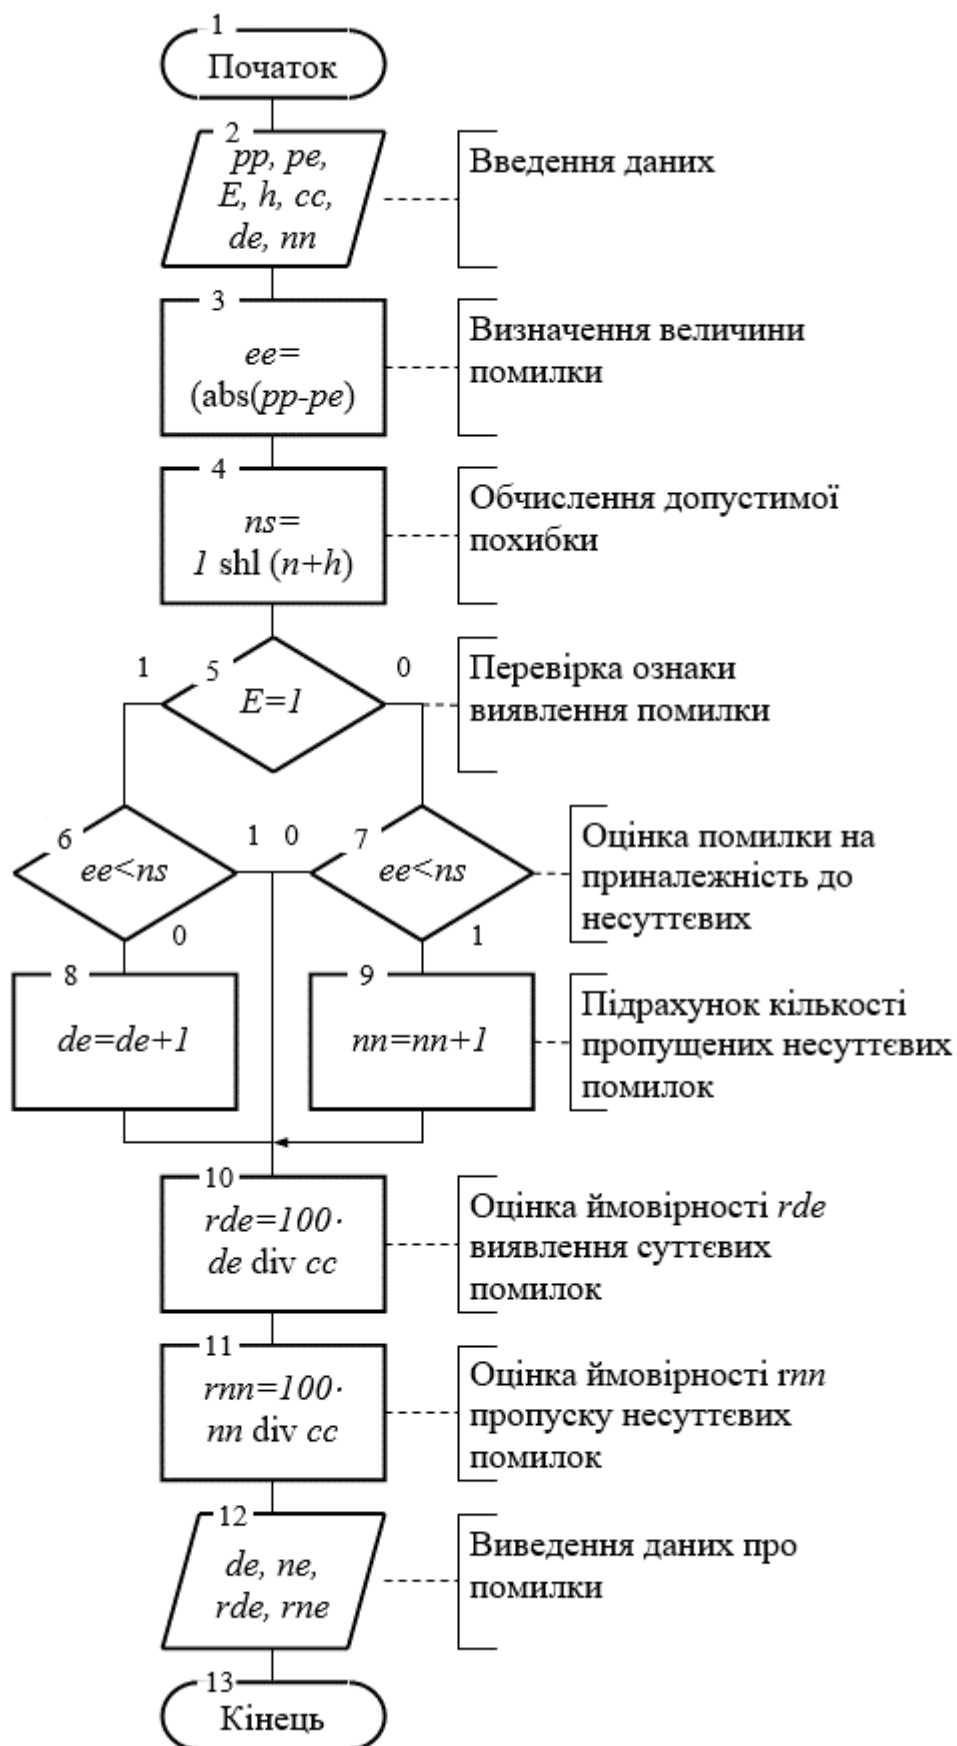 1
Початок
2
pp, pe,
E, h, cc,
de, nn
Введення даних
3
ee=
(abs(pp-pe)
Визначення величини
помилки
4
ns=
1 shl (n+h)
Обчислення допустимої
похибки
1
5
0
E=1
Перевірка ознаки
виявлення помилки
6
1
0
7
ee<ns
ee<ns
0
1
Оцінка помилки на
приналежність до
несуттєвих
8
de=de+1
9
nn=nn+1
Підрахунок кількості
пропущених несуттєвих
помилок
10
rde=100·
de div cc
Оцінка ймовірності rde
виявлення суттєвих
помилок
11
rnn=100·
nn div cc
Оцінка ймовірності rnn
пропуску несуттєвих
помилок
12
de, ne,
rde, rne
Виведення даних про
помилки
13
Кінець